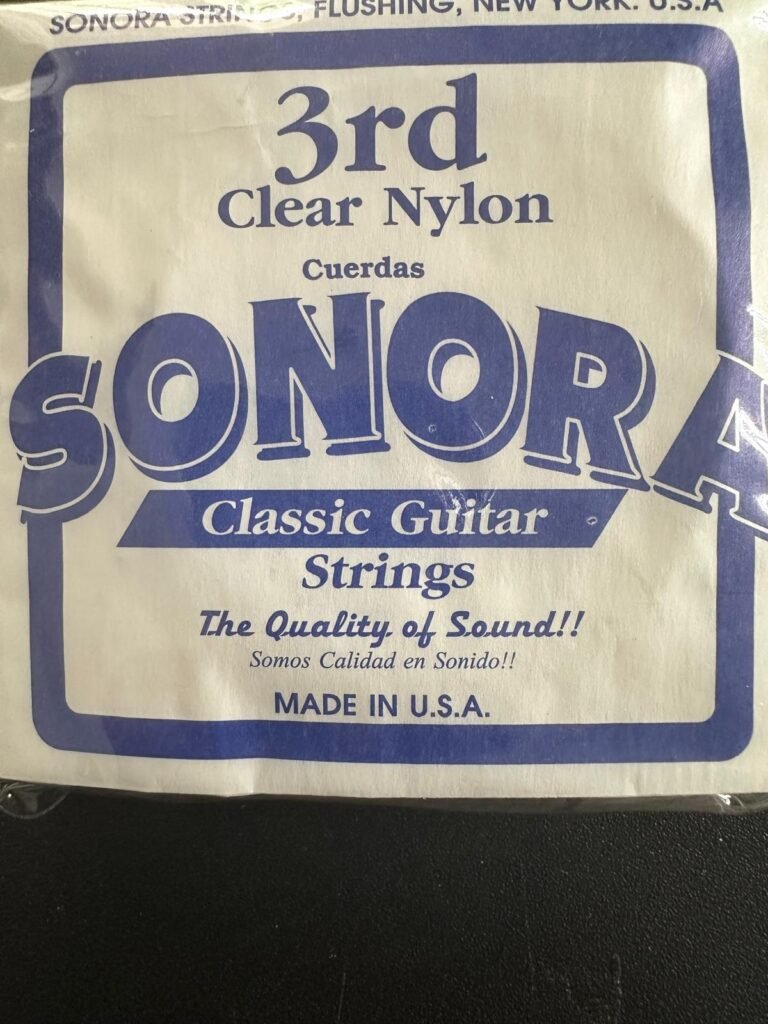 SONORA STRINGS, FLUSHING, NEW YORK. U.S.A
3rd
Clear Nylon
Cuerdas
SONORA
Classic Guitar
Strings
The Quality of Sound!!
Somos Calidad en Sonido!!
MADE IN U.S.A.